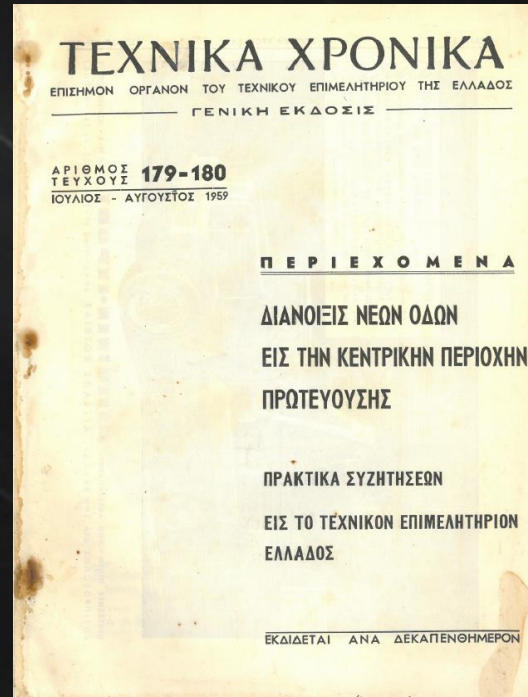 ΤΕΧΝΙΚΑ ΧΡΟΝΙΚΑ
ΕΠΙΣΗΜΟΝ ΟΡΓΑΝΟΝ ΤΟΥ ΤΕΧΝΙΚΟΥ ΕΠΙΜΕΛΗΤΗΡΙΟΥ ΤΗΣ ΕΛΛΑΔΟΣ
ΓΕΝΙΚΗ ΕΚΔΟΣΙΣ
ΑΡΙΘΜΟΣ
ΤΕΥΧΟΥΣ 179-180
ΙΟΥΛΙΟΣ - ΑΥΓΟΥΣΤΟΣ 1959
ΠΕΡΙΕΧΟΜΕΝΑ
ΔΙΑΝΟΙΞΙΣ ΝΕΩΝ ΟΔΩΝ
ΕΙΣ ΤΗΝ ΚΕΝΤΡΙΚΗΝ ΠΕΡΙΟΧΗΝ
ΠΡΩΤΕΥΟΥΣΗΣ
ΠΡΑΚΤΙΚΑ ΣΥΖΗΤΗΣΕΩΝ
ΕΙΣ ΤΟ ΤΕΧΝΙΚΟΝ ΕΠΙΜΕΛΗΤΗΡΙΟΝ
ΕΛΛΑΔΟΣ
ΕΚΔΙΔΕΤΑΙ ΑΝΑ ΔΕΚΑΠΕΝΘΗΜΕΡΟΝ